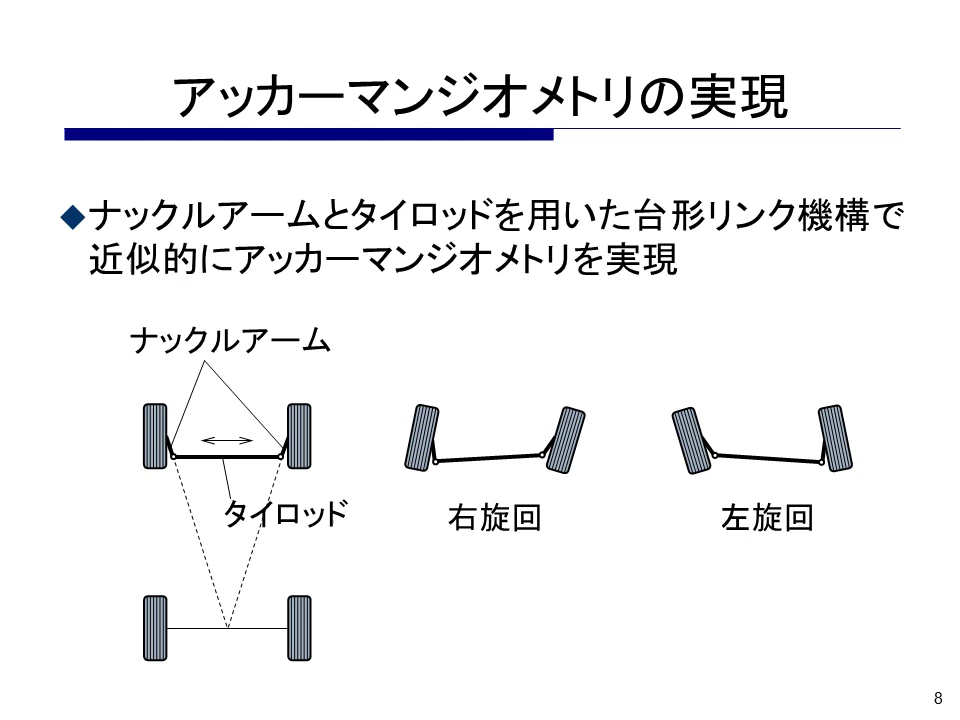 アッカーマンジオメトリの実現
◆ナックルアームとタイロッドを用いた台形リンク機構で
近似的にアッカーマンジオメトリを実現
ナックルアーム
タイロッド
右旋回
左旋回
8